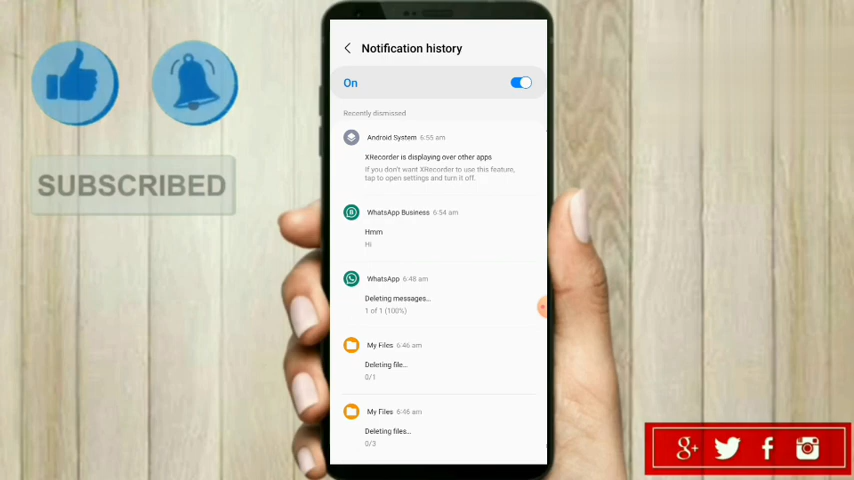 Notification history
On
Recently dismissed
Android System 6:55 am
XRecorder is displaying over other apps
If you don't want XRecorder to use this feature,
tap to open settings and turn it off.
WhatsApp Business 6:54 am
Hmm
Hi
WhatsApp 6:46 am
Deleting messages...
1 of 1 (100%)
My Files 6:46 am
Deleting file...
0/1
My Files 6:46 am
Deleting files...
0/3
SUBSCRIBED
g+